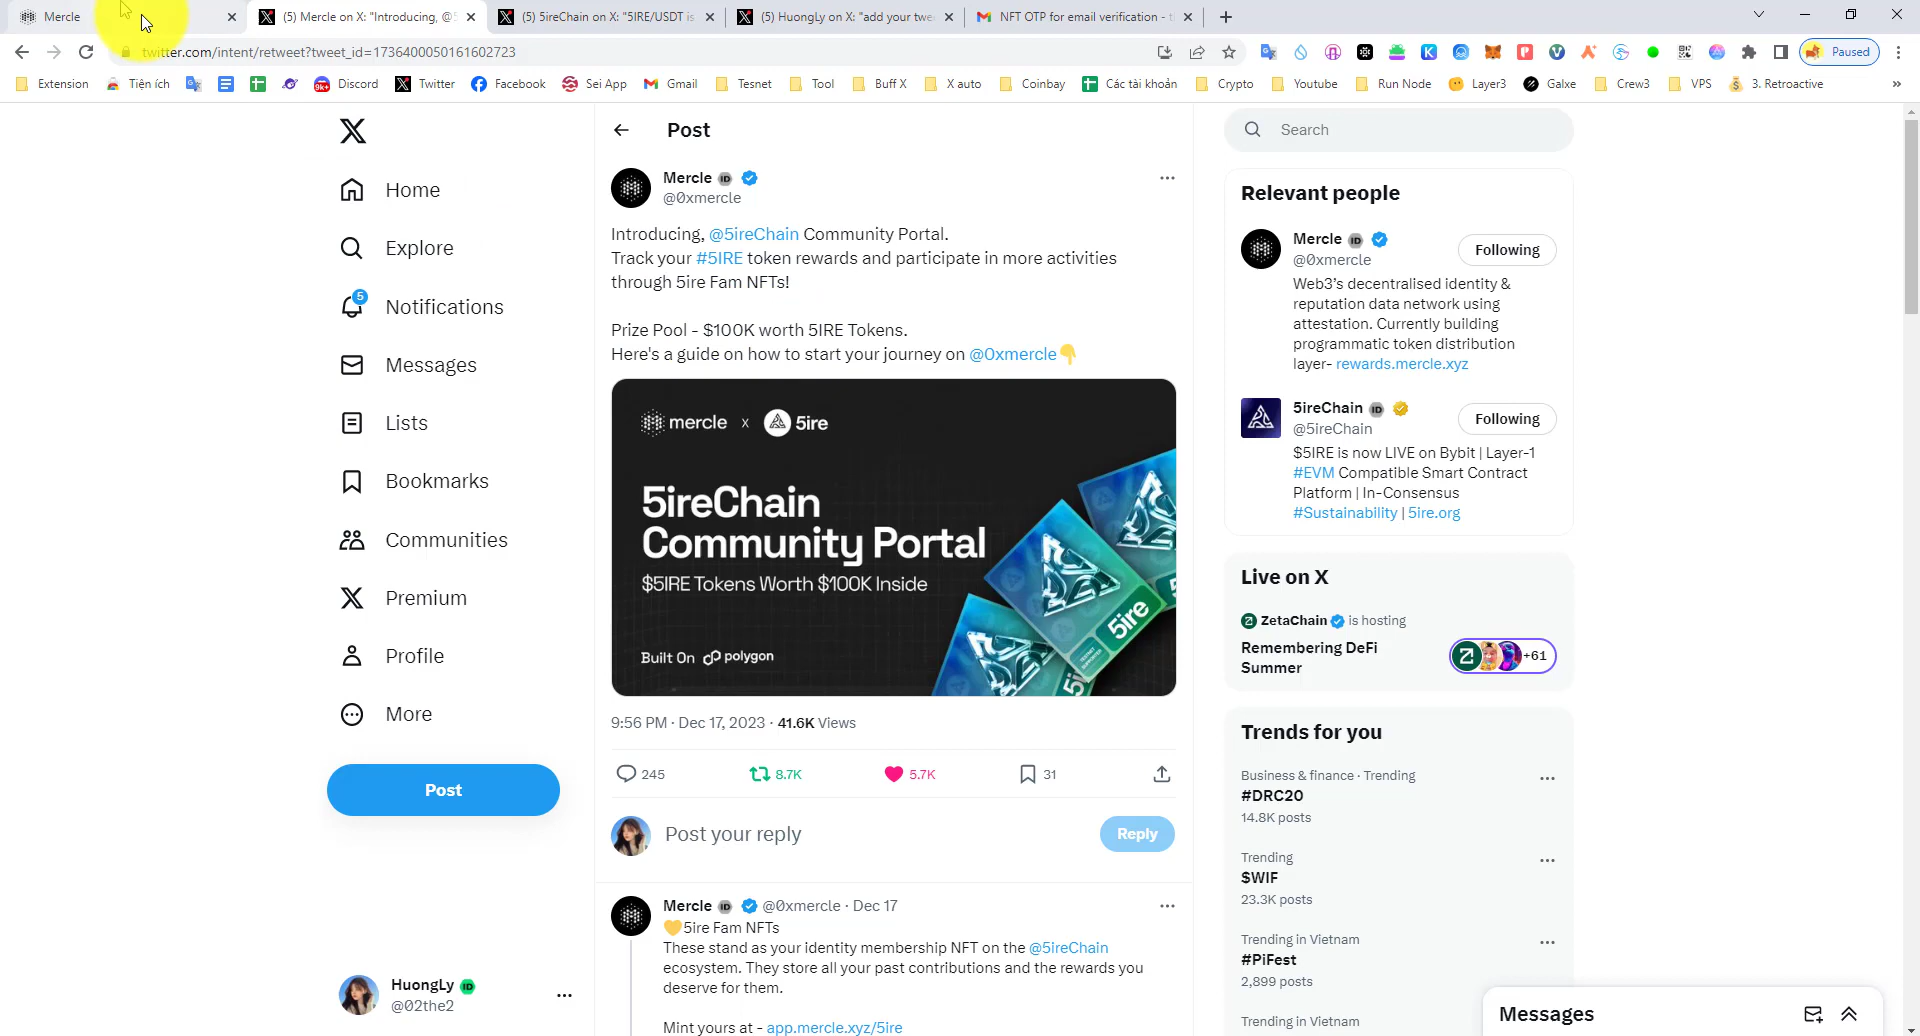 Mercle
(5) Mercle on X: "Introducing, @5
(5) 5ireChain on X: "5IRE/USDT is
(5) HuongLy on X: "add your twe
NFT OTP for email verification - t
twitter.com/intent/retweet?tweet_id=1736400050161602723
Paused
Extension
Tiện ích
9k+
Discord
Twitter
Facebook
Sei App
Gmail
Tesnet
Tool
Buff X
X auto
Coinbay
Các tài khoản
Crypto
Youtube
Run Node
Layer3
Galxe
Crew3
VPS
3. Retroactive
Home
Explore
5
Notifications
Messages
Lists
Bookmarks
Communities
Premium
Profile
More
Post
HuongLy
@02the2
Post
Mercle
@0xmercle
Introducing, @5ireChain Community Portal.
Track your #5IRE token rewards and participate in more activities
through 5ire Fam NFTs!
Prize Pool - $100K worth 5IRE Tokens.
Here's a guide on how to start your journey on @0xmercle
mercle x 5ire
5ireChain
Community Portal
$5IRE Tokens Worth $100K Inside
Built On polygon
5ire
9:56 PM · Dec 17, 2023 · 41.6K Views
245
8.7K
5.7K
31
Post your reply
Reply
Mercle @0xmercle · Dec 17
5ire Fam NFTs
These stand as your identity membership NFT on the @5ireChain
ecosystem. They store all your past contributions and the rewards you
deserve for them.
Mint yours at - app.mercle.xyz/5ire
Search
Relevant people
Mercle
@0xmercle
Following
Web3's decentralised identity &
reputation data network using
attestation. Currently building
programmatic token distribution
layer- rewards.mercle.xyz
5ireChain
@5ireChain
Following
$5IRE is now LIVE on Bybit | Layer-1
#EVM Compatible Smart Contract
Platform | In-Consensus
#Sustainability | 5ire.org
Live on X
ZetaChain is hosting
Remembering DeFi
Summer
+61
Trends for you
Business & finance · Trending
#DRC20
14.8K posts
Trending
$WIF
23.3K posts
Trending in Vietnam
#PiFest
2,899 posts
Trending in Vietnam
Messages